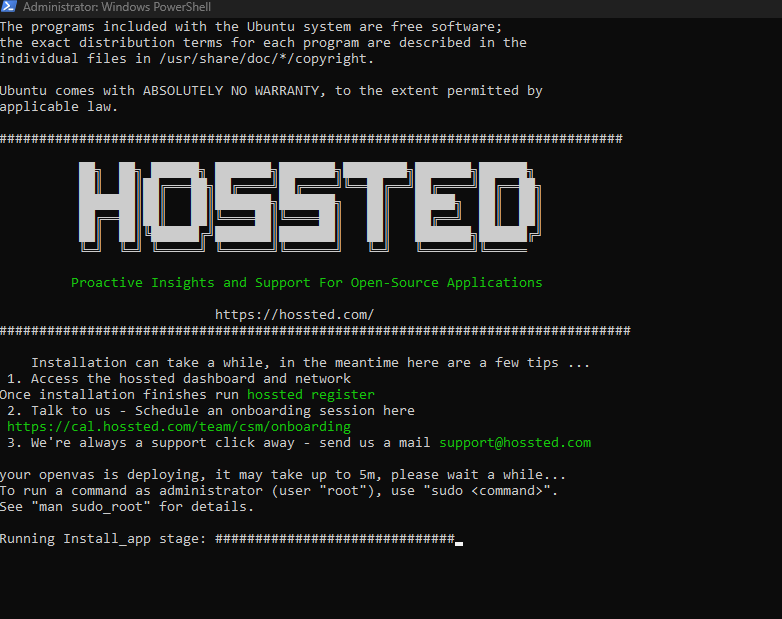 Administrator: Windows PowerShell
The programs included with the Ubuntu system are free software;
the exact distribution terms for each program are described in the
individual files in /usr/share/doc/*/copyright.
Ubuntu comes with ABSOLUTELY NO WARRANTY, to the extent permitted by
applicable law.
##############################################################################
HOSSTED
Proactive Insights and Support For Open-Source Applications
https://hossted.com/
###############################################################################
Installation can take a while, in the meantime here are a few tips ...
1. Access the hossted dashboard and network
Once installation finishes run hossted register
2. Talk to us - Schedule an onboarding session here
https://cal.hossted.com/team/csm/onboarding
3. We're always a support click away - send us a mail support@hossted.com
your openvas is deploying, it may take up to 5m, please wait a while...
To run a command as administrator (user "root"), use "sudo <command>".
See "man sudo_root" for details.
Running Install_app stage: ##############################